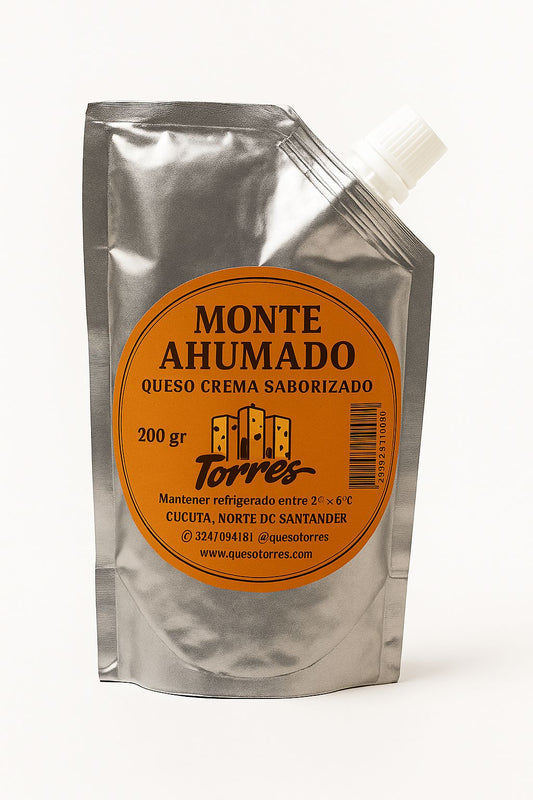 MONTE
AHUMADO
QUESO CREMA SABORIZADO
200 gr
Torres
299928710080
Mantener refrigerado entre 2º × 6ºC
CUCUTA, NORTE DC SANTANDER
✆ 3247094181 @quesotorres
www.quesotorres.com